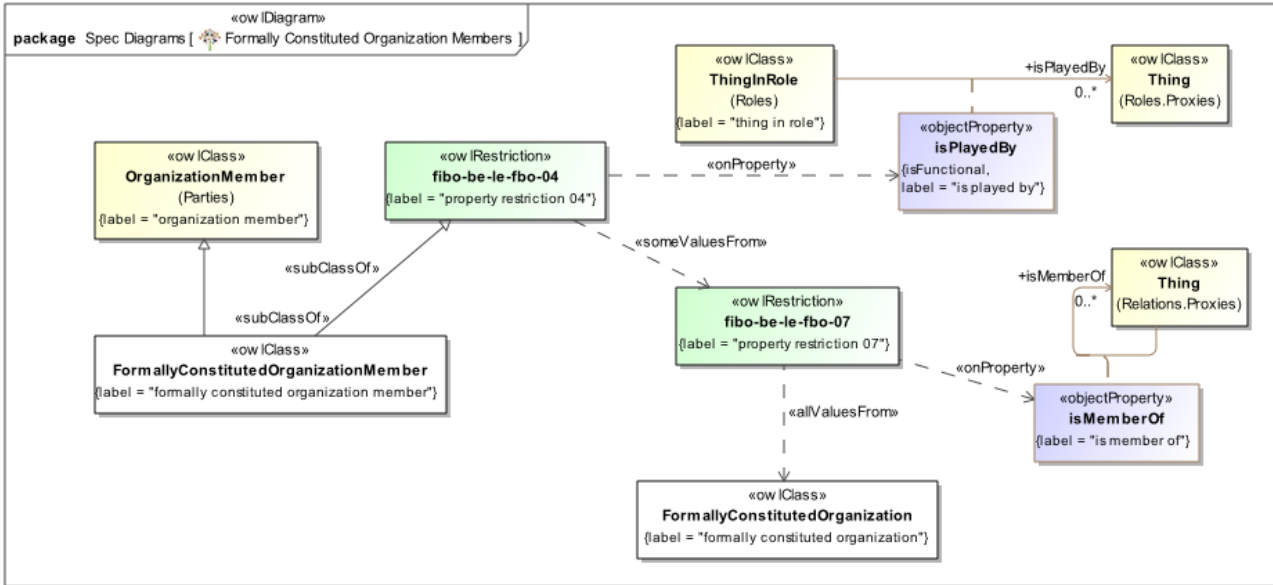 «owlDiagram»
package Spec Diagrams [ Formally Constituted Organization Members ]
«owlClass»
ThingInRole
(Roles)
{label = "thing in role"}
+isPlayedBy
0..*
«owlClass»
Thing
(Roles.Proxies)
«objectProperty»
isPlayedBy
{isFunctional,
label = "is played by"}
«owlClass»
OrganizationMember
(Parties)
{label = "organization member"}
«owlRestriction»
fibo-be-le-fbo-04
{label = "property restriction 04"}
«onProperty»
«someValuesFrom»
«subClassOf»
«subClassOf»
«owlClass»
FormallyConstitutedOrganizationMember
{label = "formally constituted organization member"}
«owlRestriction»
fibo-be-le-fbo-07
{label = "property restriction 07"}
+isMemberOf
0..*
«owlClass»
Thing
(Relations.Proxies)
«onProperty»
«objectProperty»
isMemberOf
{label = "is member of"}
«allValuesFrom»
«owlClass»
FormallyConstitutedOrganization
{label = "formally constituted organization"}